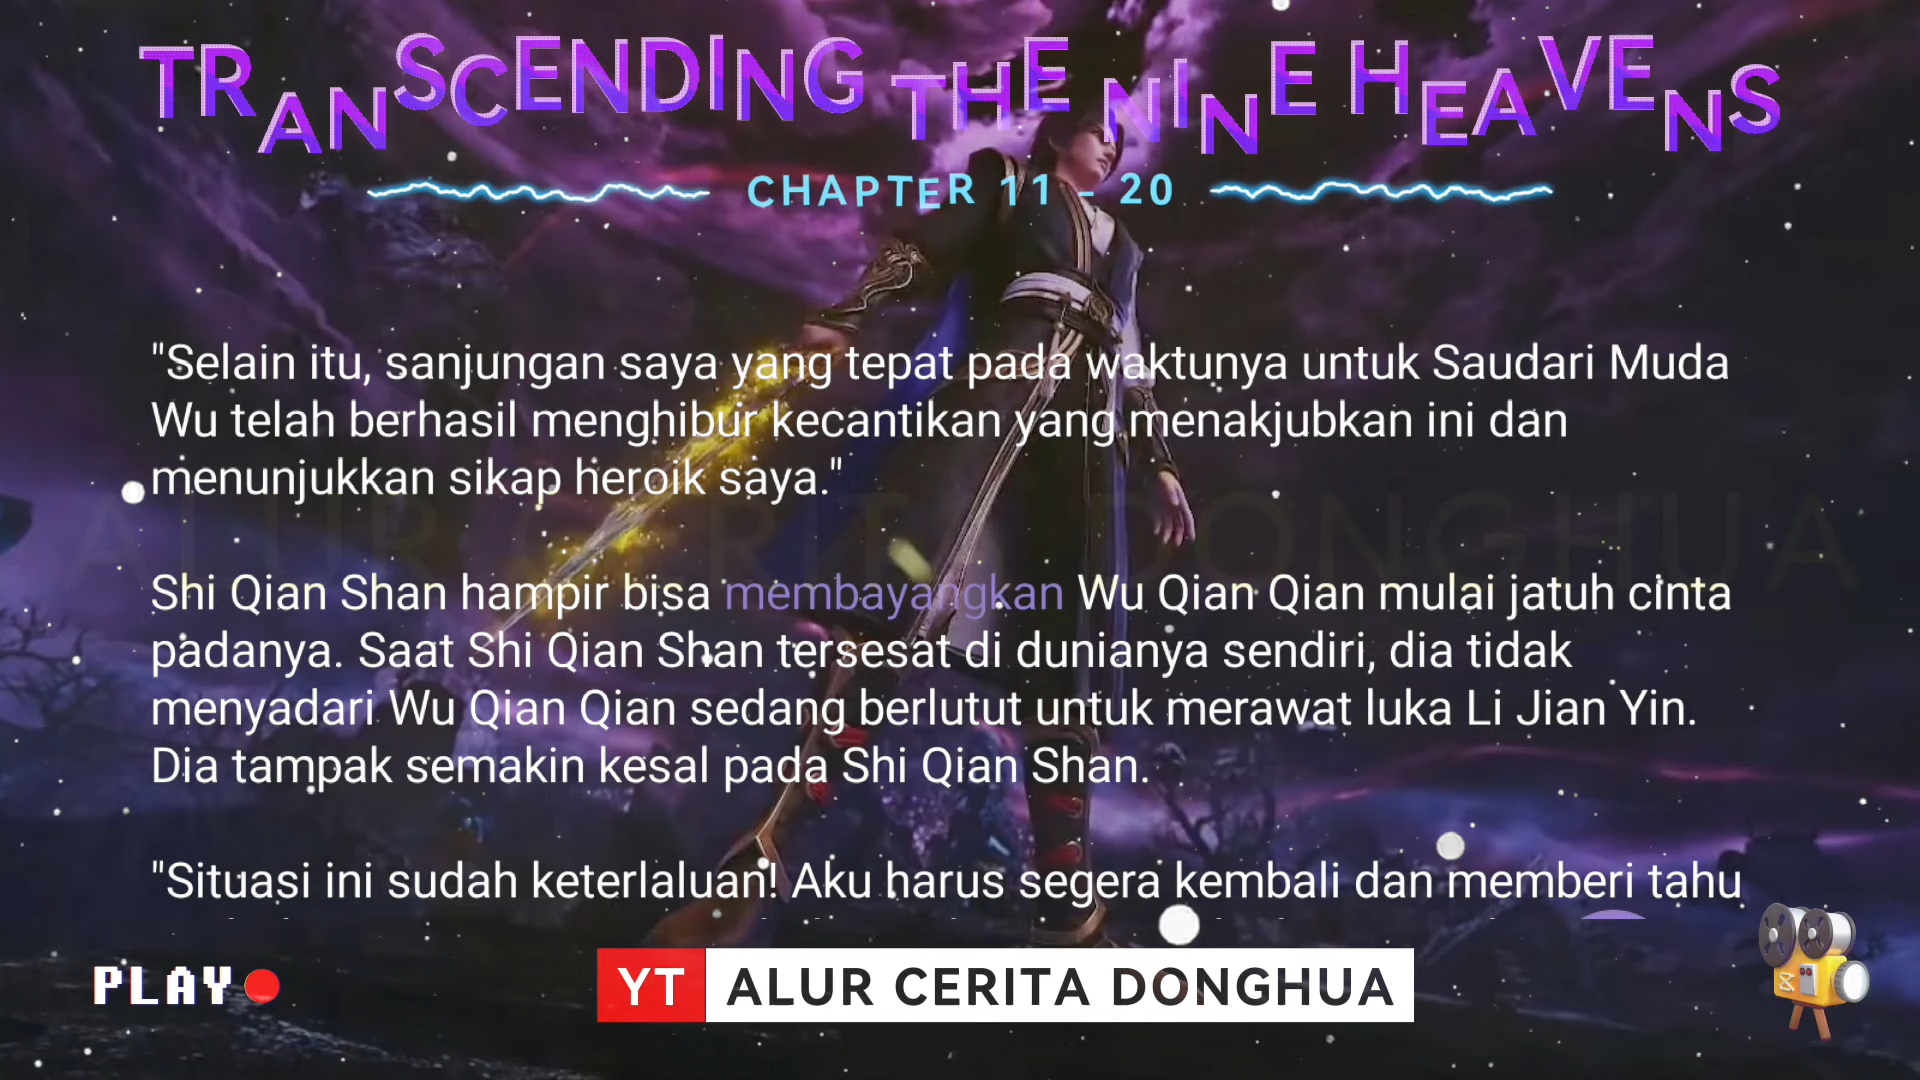 TRANSCENDING THE NINE HEAVENS
CHAPTER 11 - 20
"Selain itu, sanjungan saya yang tepat pada waktunya untuk Saudari Muda
Wu telah berhasil menghibur kecantikan yang menakjubkan ini dan
menunjukkan sikap heroik saya."
ALUR CERITA DONGHUA
Shi Qian Shan hampir bisa membayangkan Wu Qian Qian mulai jatuh cinta
padanya. Saat Shi Qian Shan tersesat di dunianya sendiri, dia tidak
menyadari Wu Qian Qian sedang berlutut untuk merawat luka Li Jian Yin.
Dia tampak semakin kesal pada Shi Qian Shan.
"Situasi ini sudah keterlaluan! Aku harus segera kembali dan memberi tahu
PLAY
YT ALUR CERITA DONGHUA